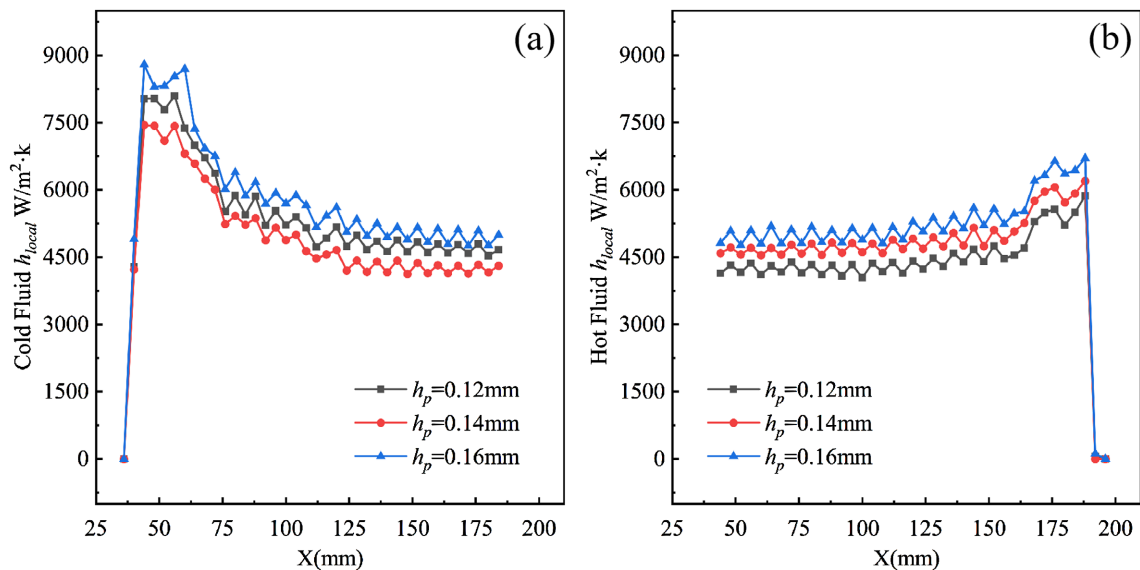 (a)
9000
7500
6000
4500
3000
1500
0
Cold Fluid h_local W/m²·k
h_p=0.12mm
h_p=0.14mm
h_p=0.16mm
25 50 75 100 125 150 175 200
X(mm)
(b)
9000
7500
6000
4500
3000
1500
0
Hot Fluid h_local W/m²·k
h_p=0.12mm
h_p=0.14mm
h_p=0.16mm
25 50 75 100 125 150 175 200
X(mm)